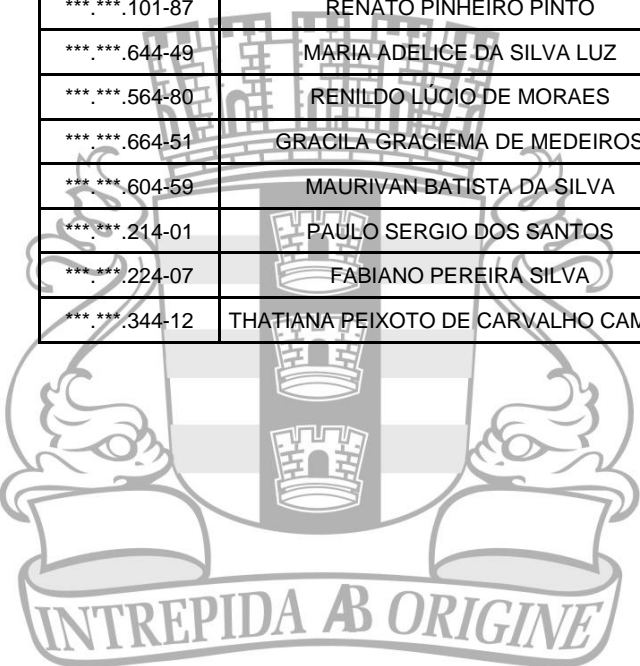 ***.***.101-87 RENATO PINHEIRO PINTO
***.***.644-49 MARIA ADELICE DA SILVA LUZ
***.***.564-80 RENILDO LÚCIO DE MORAES
***.***.664-51 GRACILA GRACIEMA DE MEDEIROS
***.***.604-59 MAURIVAN BATISTA DA SILVA
***.***.214-01 PAULO SERGIO DOS SANTOS
***.***.224-07 FABIANO PEREIRA SILVA
***.***.344-12 THATIANA PEIXOTO DE CARVALHO
INTREPIDA AB ORIGINE